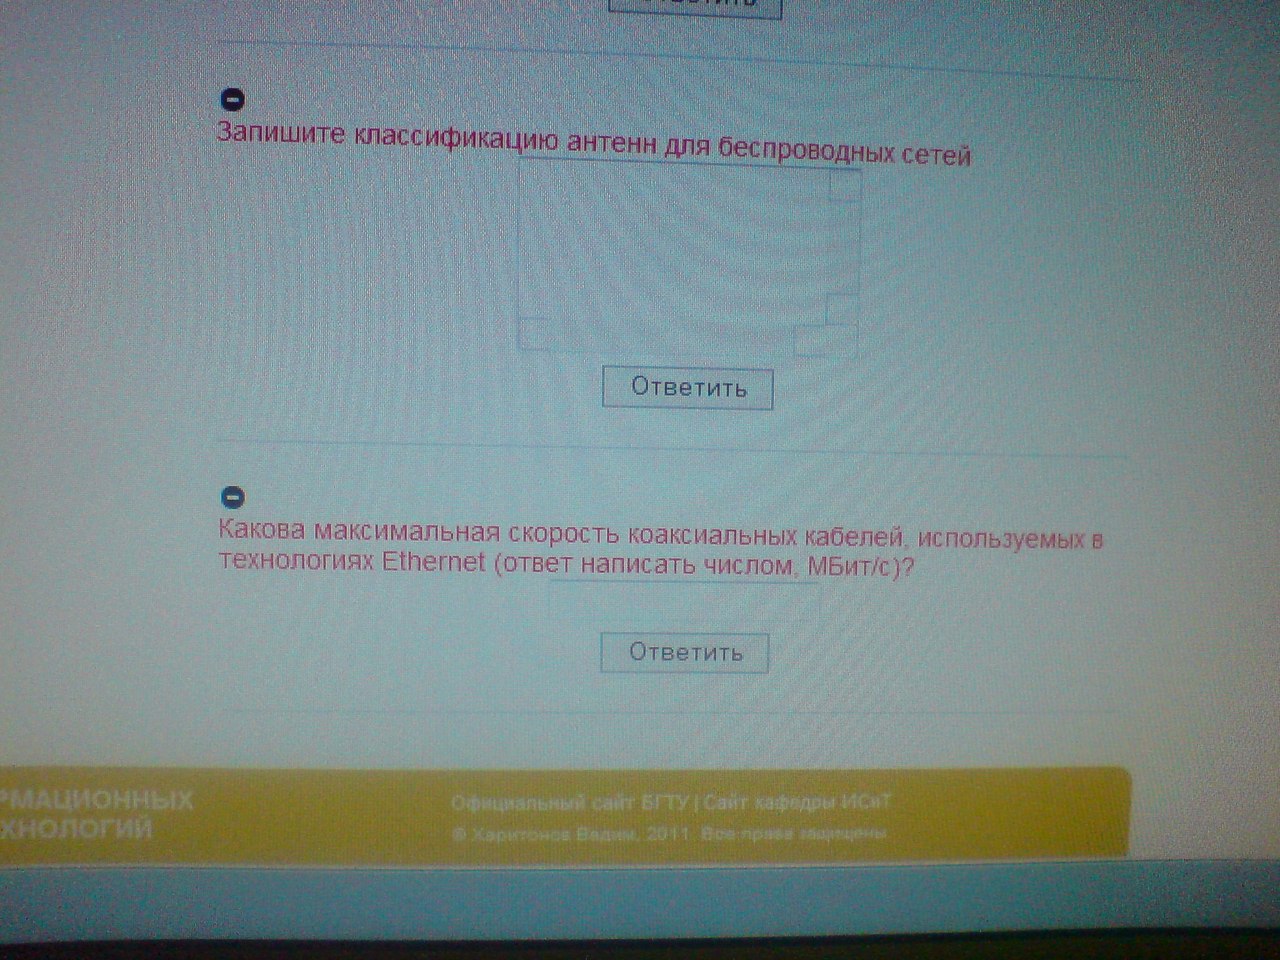 Запишите классификацию антенн для беспроводных сетей
Ответить
Какова максимальная скорость коаксиальных кабелей, используемых в
технологиях Ethernet (ответ написать числом, МБит/с)?
Ответить
РМАЦИОННЫХ
ХНОЛОГИЙ
Официальный сайт БГТУ | Сайт кафедры ИСиТ
© Харитонов Вадим, 2011. Все права защищены